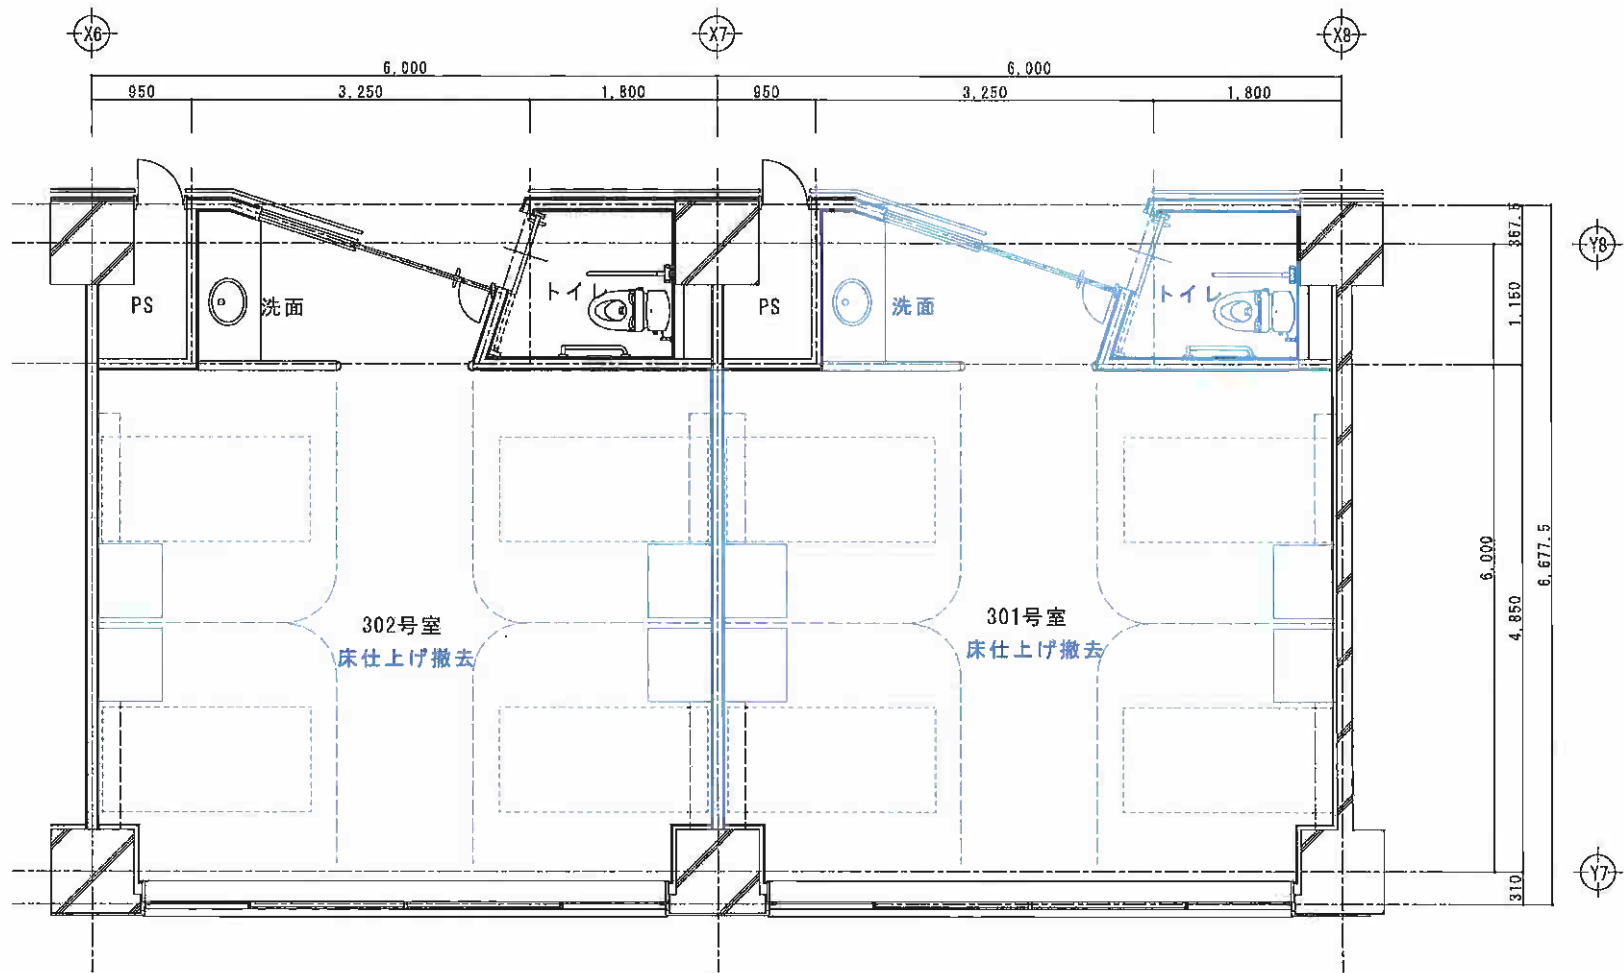 X6
X7
X8
6,000
6,000
950
3,250
1,800
950
3,250
1,800
PS
洗面
トイレ
PS
洗面
トイレ
302号室
床仕上げ撤去
301号室
床仕上げ撤去
367.5
1,150
6,000
4,850
6,677.5
310
Y8
Y7